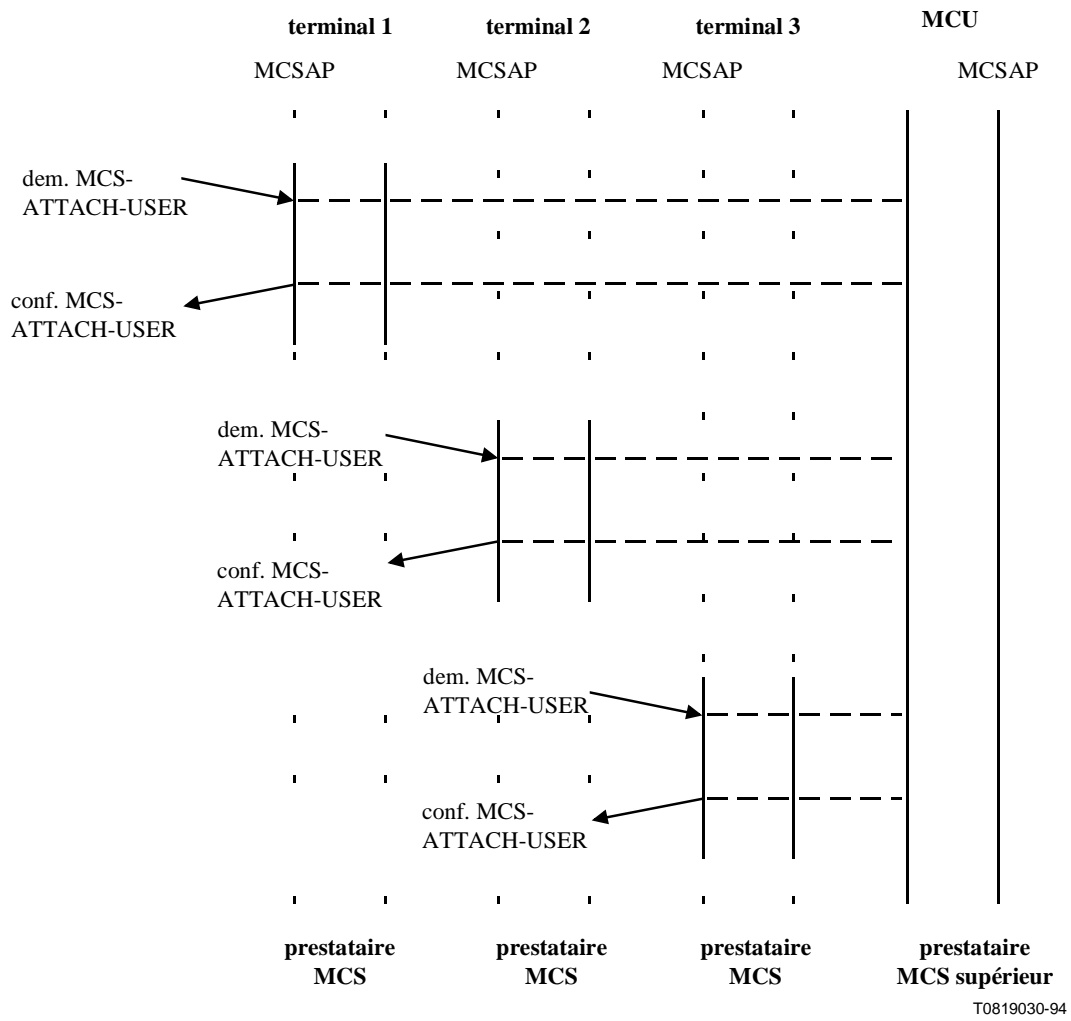 terminal 1 terminal 2 terminal 3 MCU
MCSAP MCSAP MCSAP MCSAP
dem. MCS-
ATTACH-USER
conf. MCS-
ATTACH-USER
dem. MCS-
ATTACH-USER
conf. MCS-
ATTACH-USER
dem. MCS-
ATTACH-USER
conf. MCS-
ATTACH-USER
prestataire prestataire prestataire prestataire
MCS MCS MCS MCS supérieur
T0819030-94